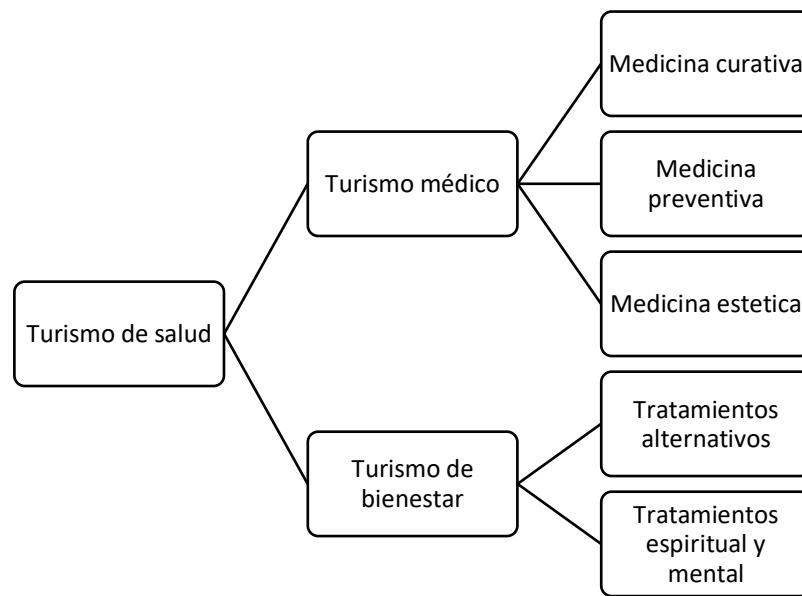 Turismo de salud
Turismo médico
Medicina curativa
Medicina
preventiva
Medicina estetica
Turismo de
bienestar
Tratamientos
alternativos
Tratamientos
espiritual y
mental